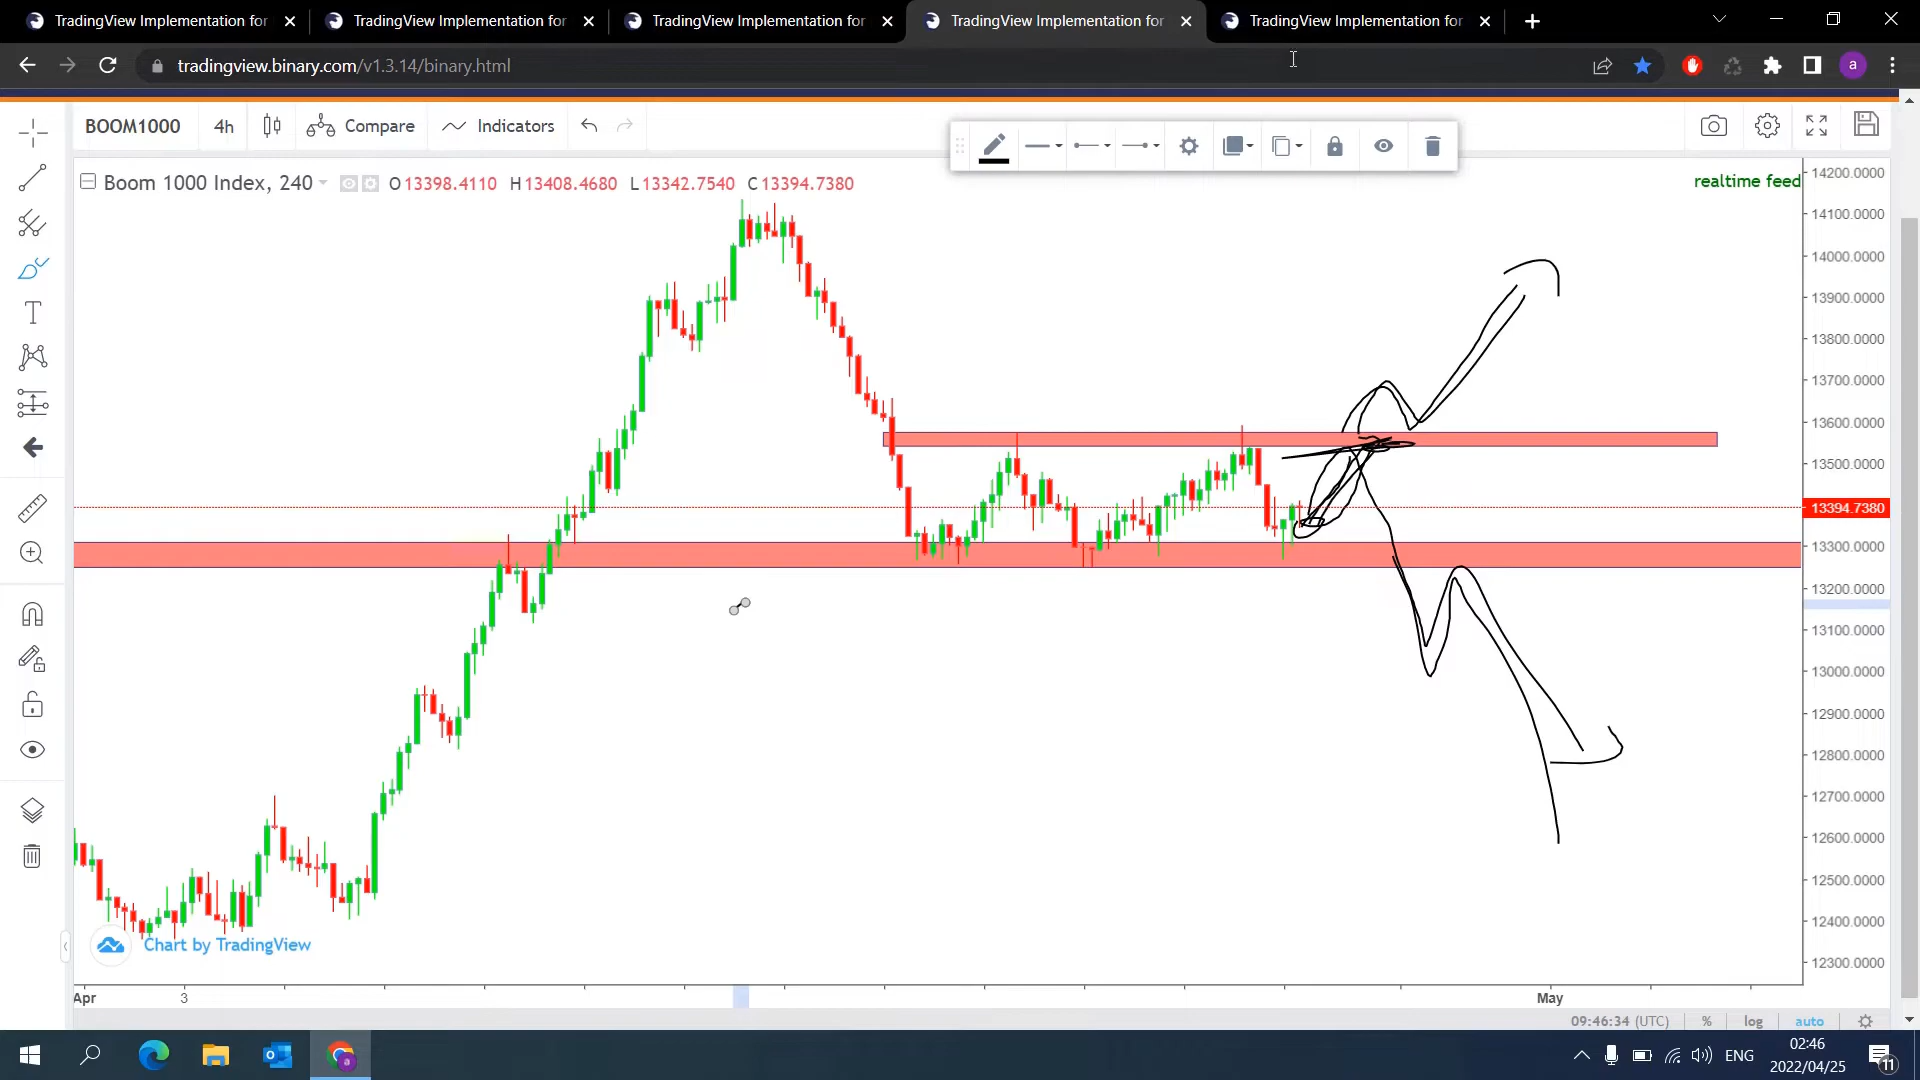 TradingView Implementation for
TradingView Implementation for
TradingView Implementation for
TradingView Implementation for
TradingView Implementation for
tradingview.binary.com/v1.3.14/binary.html
a
BOOM1000 4h Compare Indicators
Boom 1000 Index, 240 O13398.4110 H13408.4680 L13342.7540 C13394.7380
realtime feed
14200.0000
14100.0000
14000.0000
13900.0000
13800.0000
13700.0000
13600.0000
13500.0000
13394.7380
13300.0000
13200.0000
13100.0000
13000.0000
12900.0000
12800.0000
12700.0000
12600.0000
12500.0000
12400.0000
12300.0000
Chart by TradingView
Apr 3 May
09:46:34 (UTC) % log auto
ENG
02:46
2022/04/25
11
a